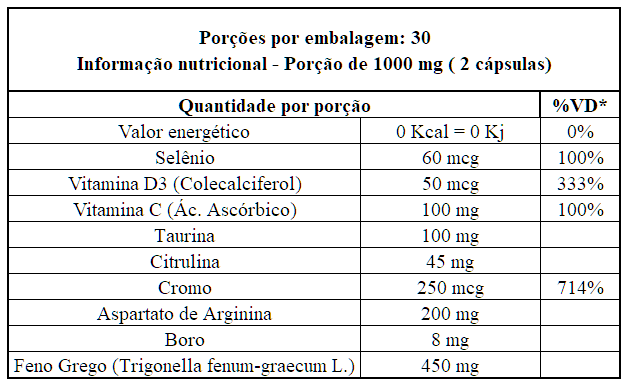 Porções por embalagem: 30
Informação nutricional - Porção de 1000 mg ( 2 cápsulas)
Quantidade por porção %VD*
Valor energético 0 Kcal = 0 Kj 0%
Selênio 60 mcg 100%
Vitamina D3 (Colecalciferol) 50 mcg 333%
Vitamina C (Ác. Ascórbico) 100 mg 100%
Taurina 100 mg
Citrulina 45 mg
Cromo 250 mcg 714%
Aspartato de Arginina 200 mg
Boro 8 mg
Feno Grego (Trigonella fenum-graecum L.) 450 mg